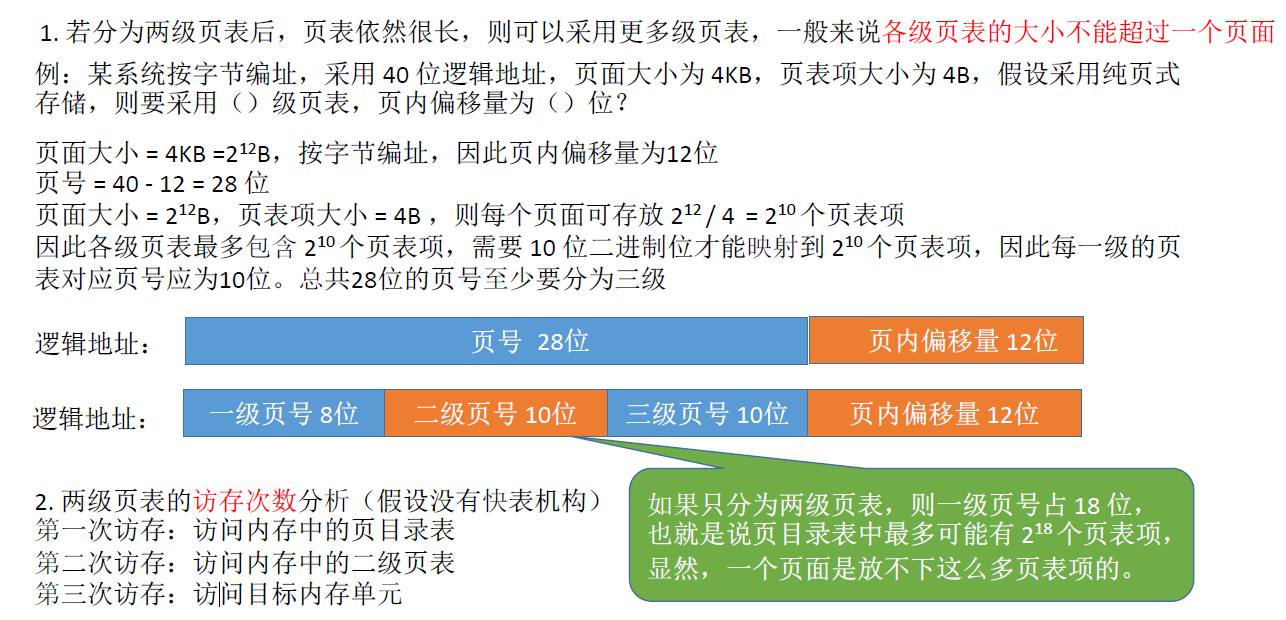 1. 若分为两级页表后，页表依然很长，则可以采用更多级页表，一般来说各级页表的大小不能超过一个页面
例：某系统按字节编址，采用 40 位逻辑地址，页面大小为 4KB，页表项大小为 4B，假设采用纯页式
存储，则要采用（）级页表，页内偏移量为（）位？
页面大小 = 4KB =2¹²B，按字节编址，因此页内偏移量为12位
页号 = 40 - 12 = 28 位
页面大小 = 2¹²B，页表项大小 = 4B ，则每个页面可存放 2¹² / 4 = 2¹⁰ 个页表项
因此各级页表最多包含 2¹⁰ 个页表项，需要 10 位二进制位才能映射到 2¹⁰ 个页表项，因此每一级的页
表对应页号应为10位。总共28位的页号至少要分为三级
逻辑地址： 页号 28位 页内偏移量 12位
逻辑地址： 一级页号 8位 二级页号 10位 三级页号 10位 页内偏移量 12位
2. 两级页表的访存次数分析（假设没有快表机构）
第一次访存：访问内存中的页目录表
第二次访存：访问内存中的二级页表
第三次访存：访问目标内存单元
如果只分为两级页表，则一级页号占 18 位，
也就是说页目录表中最多可能有 2¹⁸ 个页表项，
显然，一个页面是放不下这么多页表项的。